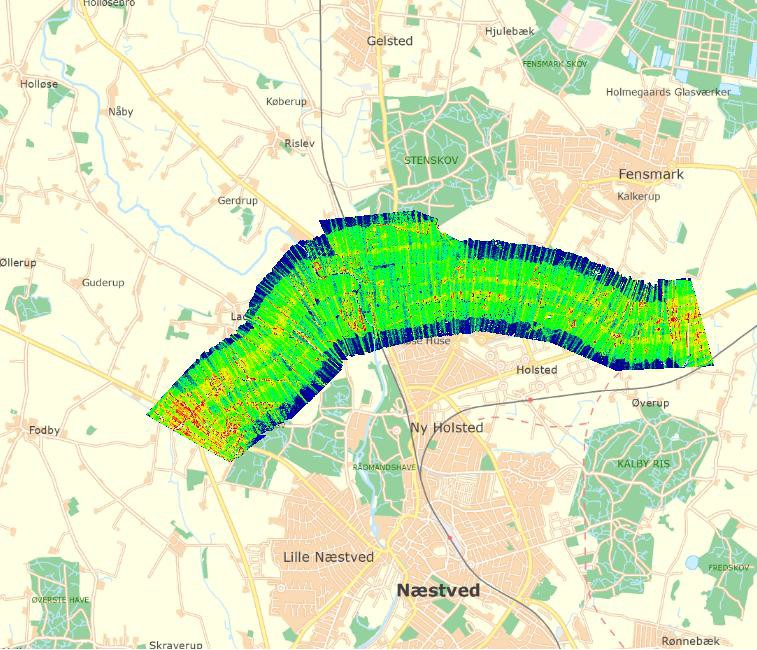 Holløsebro
Hjulebæk
Gelsted
FENSMARK SKOV
Holløse
Holmegaards Glasværker
Køberup
Nåby
Rislev
STENSKOV
Fensmark
Kalkerup
Gerdrup
Øllerup
Guderup
Huse
Holsted
Øverup
Fodby
Ny Holsted
KALBY RIS
RÅDMANDSHAVE
Lille Næstved
FREDSKOV
Næstved
ØVERSTE HAVE
Skraverup
Rønnebæk